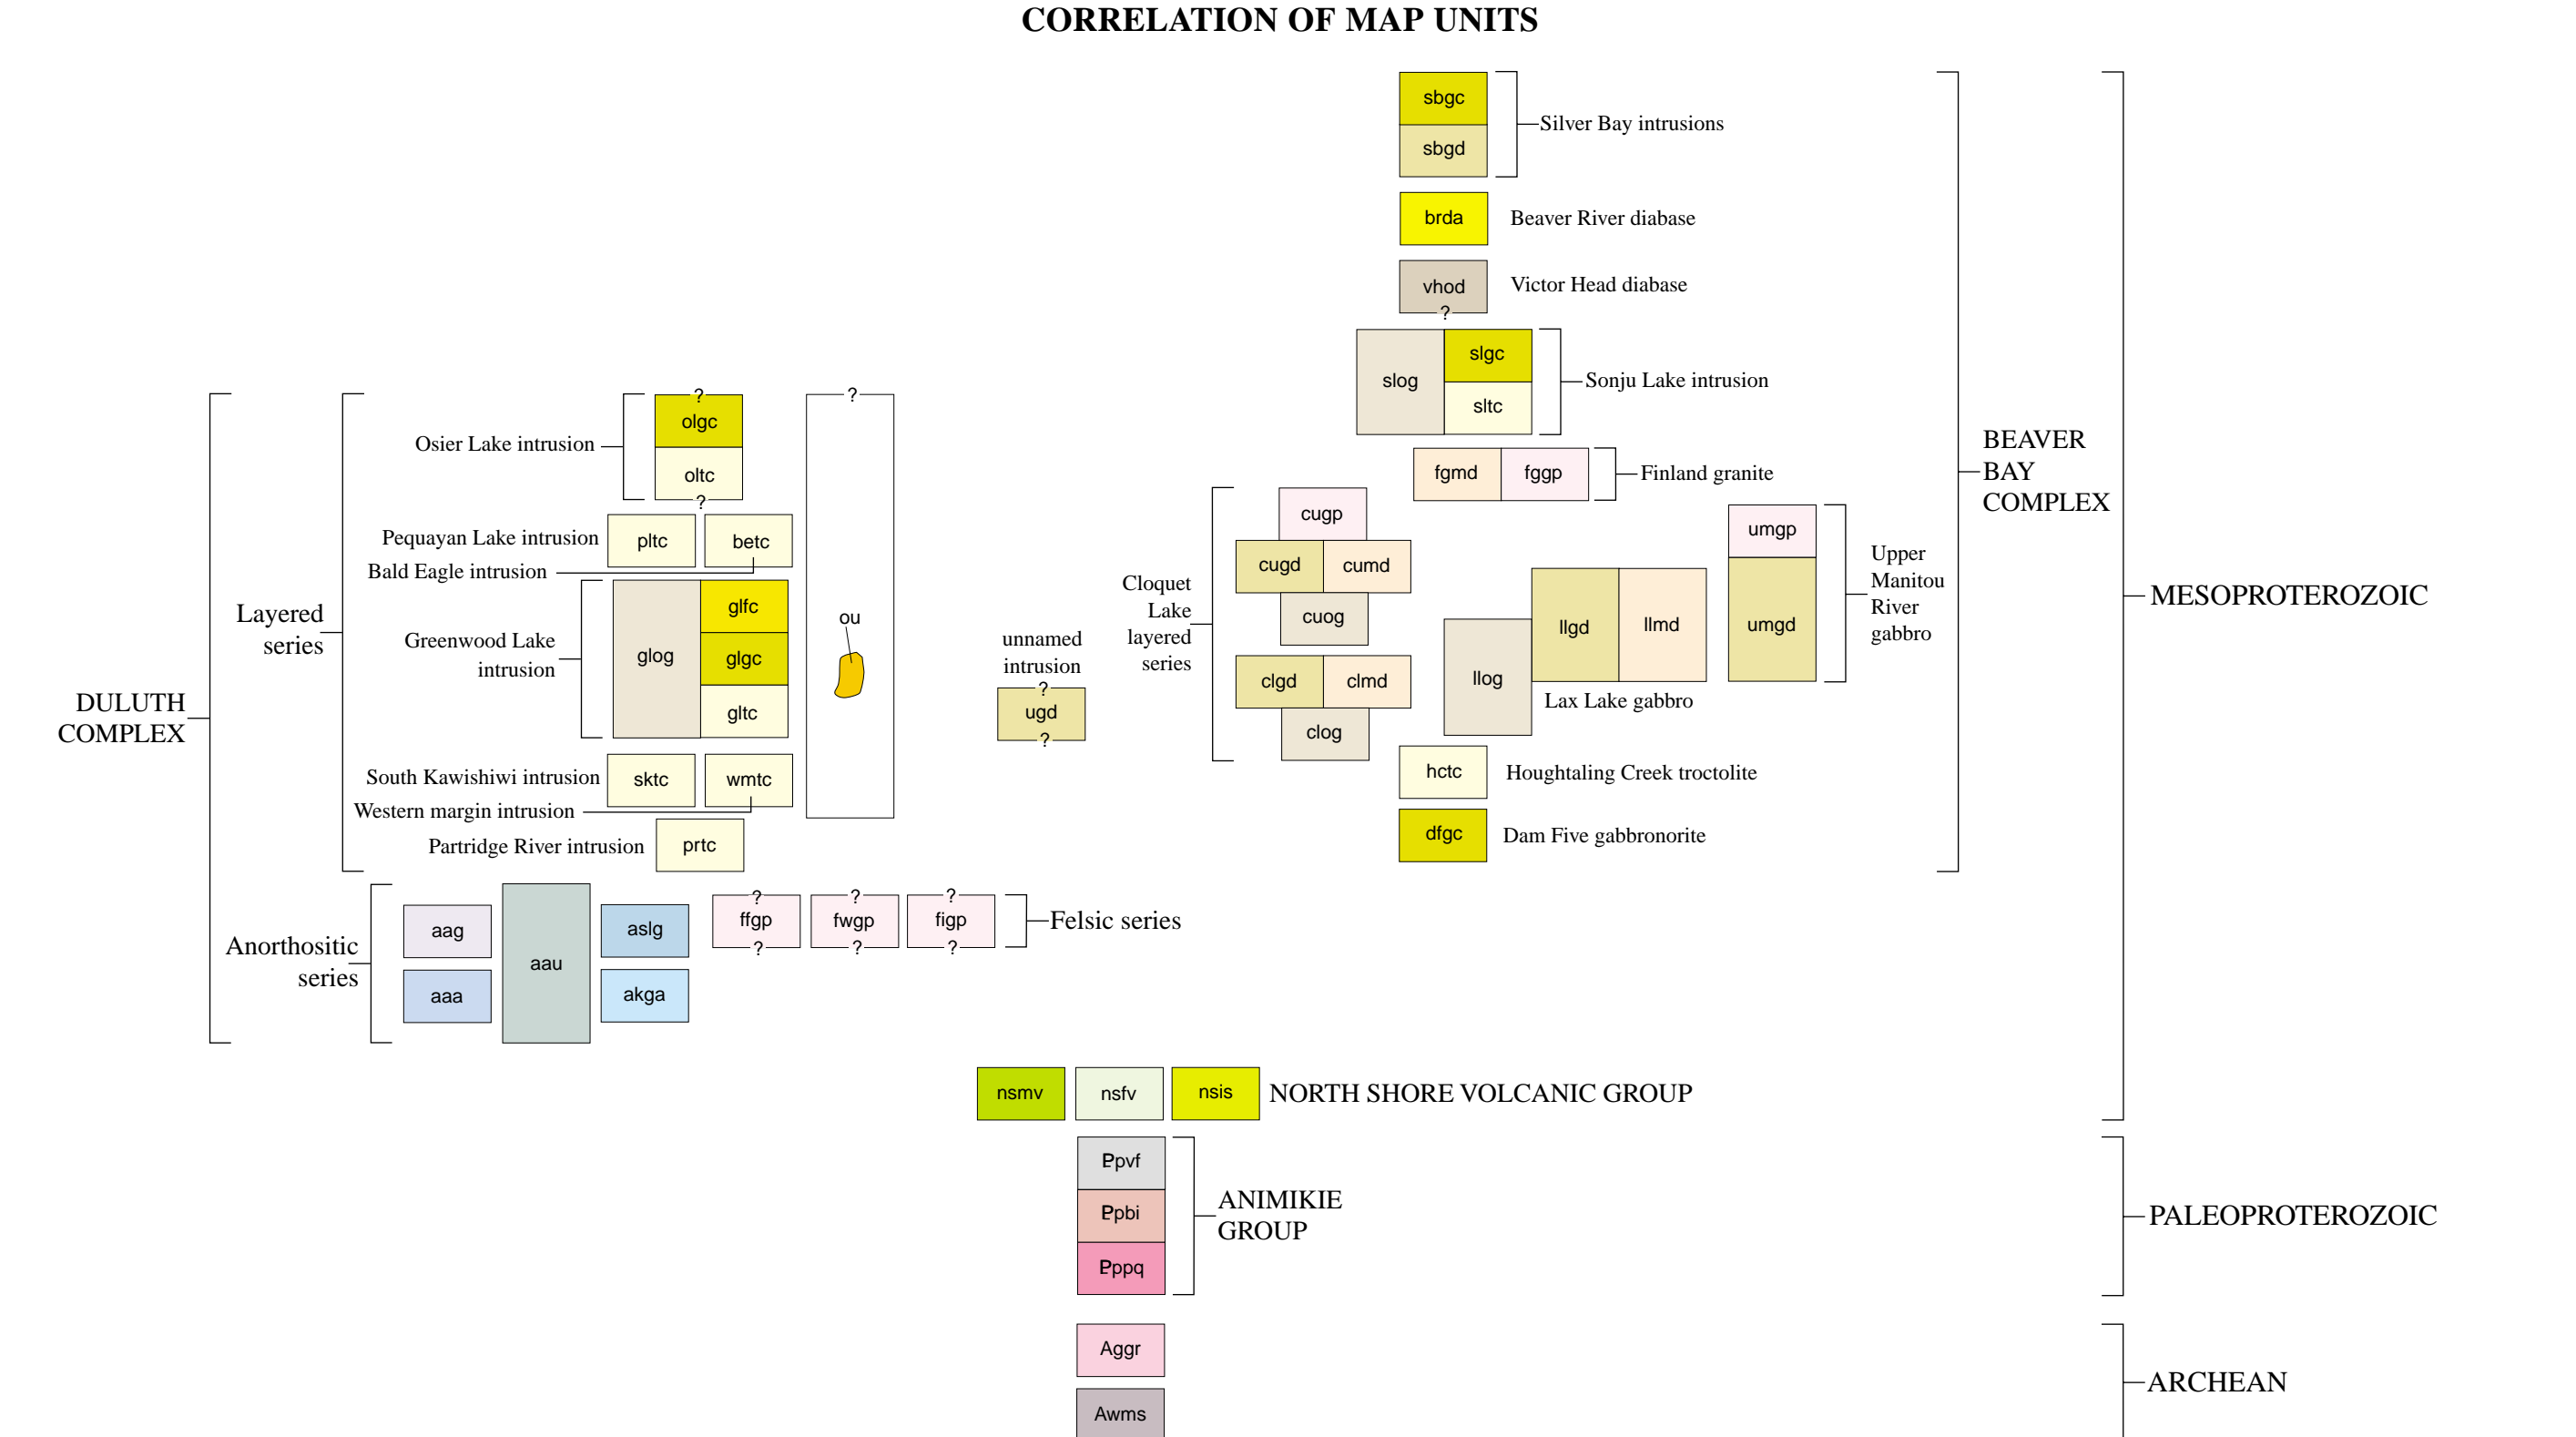 CORRELATION OF MAP UNITS
sbgc
sbgd
Silver Bay intrusions
brda
Beaver River diabase
vhod
?
Victor Head diabase
slog
slgc
sltc
Sonju Lake intrusion
fgmd
fggp
Finland granite
BEAVER
BAY
COMPLEX
MESOPROTEROZOIC
DULUTH
COMPLEX
Layered
series
Osier Lake intrusion
?
olgc
oltc
?
Pequayan Lake intrusion
pltc
betc
Bald Eagle intrusion
Greenwood Lake
intrusion
glog
glfc
glgc
gltc
South Kawishiwi intrusion
sktc
wmtc
Western margin intrusion
Partridge River intrusion
prtc
?
ou
unnamed
intrusion
?
ugd
?
Cloquet
Lake
layered
series
cugp
cugd
cumd
cuog
clgd
clmd
clog
llog
llgd
llmd
Lax Lake gabbro
umgp
umgd
Upper
Manitou
River
gabbro
hctc
Houghtaling Creek troctolite
dfgc
Dam Five gabbronorite
Anorthositic
series
aag
aaa
aau
aslg
akga
?
ffgp
?
?
fwgp
?
?
figp
?
Felsic series
nsmv
nsfv
nsis
NORTH SHORE VOLCANIC GROUP
Ppvf
Ppbi
Pppq
ANIMIKIE
GROUP
PALEOPROTEROZOIC
Aggr
Awms
ARCHEAN